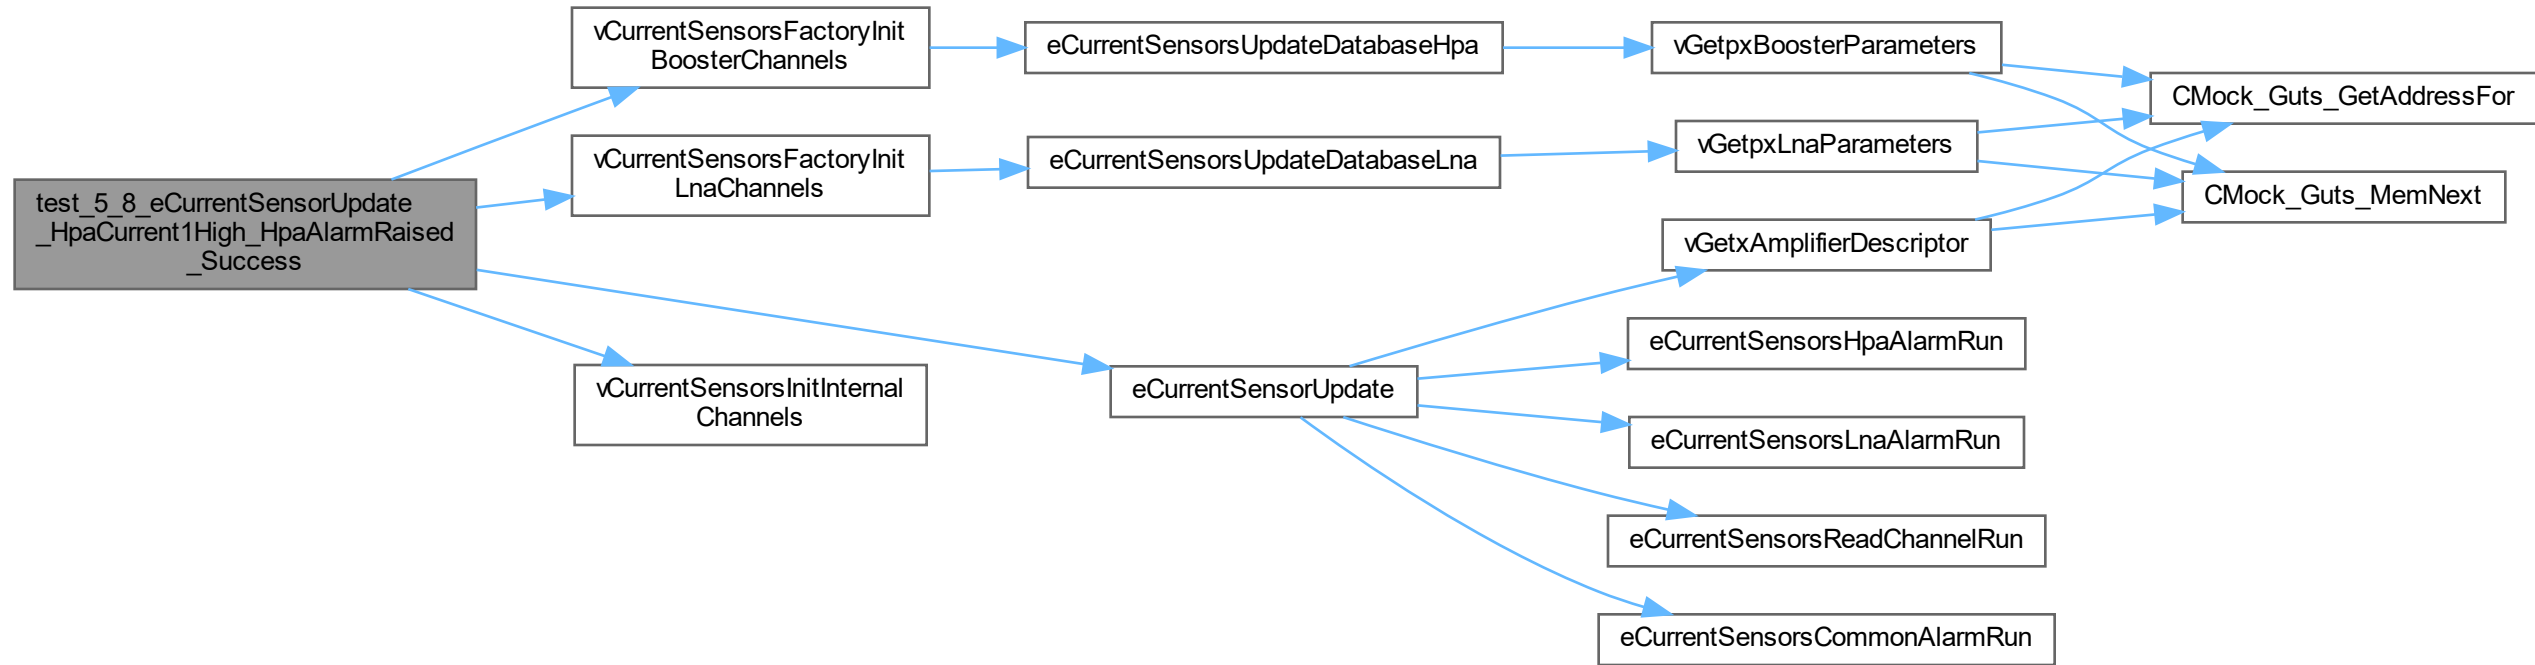 test_5_8_eCurrentSensorUpdate
_HpaCurrent1High_HpaAlarmRaised
_Success
vCurrentSensorsFactoryInit
BoosterChannels
vCurrentSensorsFactoryInit
LnaChannels
vCurrentSensorsInitInternal
Channels
eCurrentSensorsUpdateDatabaseHpa
eCurrentSensorsUpdateDatabaseLna
eCurrentSensorUpdate
vGetpxBoosterParameters
vGetpxLnaParameters
vGetxAmplifierDescriptor
eCurrentSensorsHpaAlarmRun
eCurrentSensorsLnaAlarmRun
eCurrentSensorsReadChannelRun
eCurrentSensorsCommonAlarmRun
CMock_Guts_GetAddressFor
CMock_Guts_MemNext